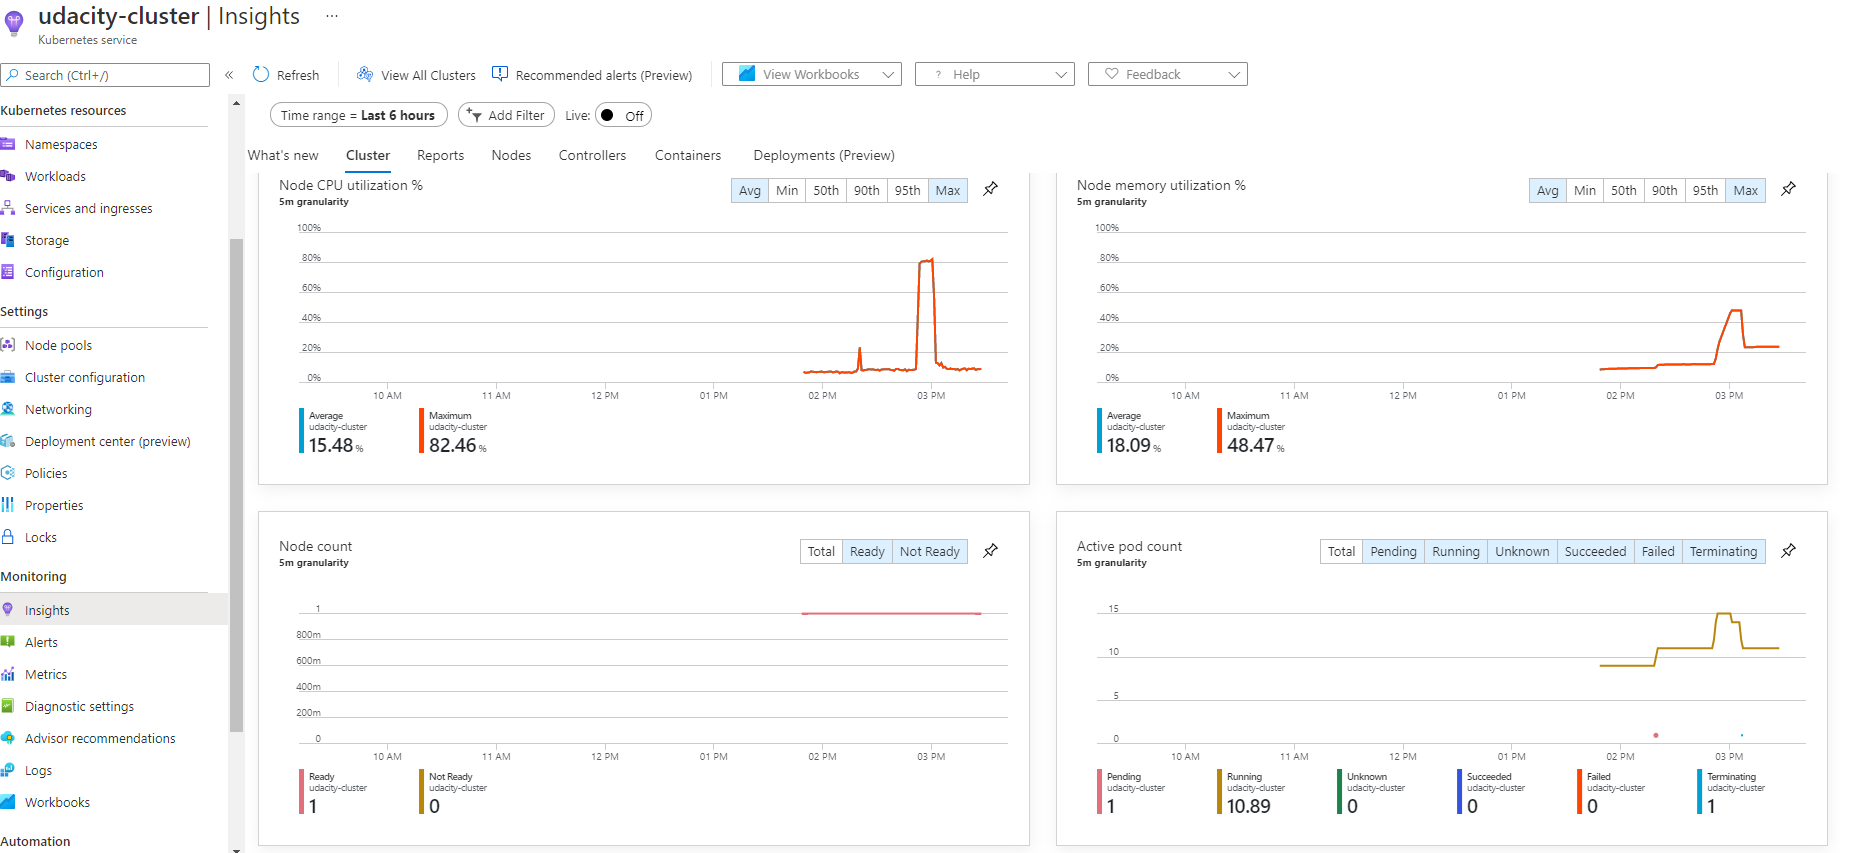 udacity-cluster | Insights ...
Kubernetes service
Search (Ctrl+/)
«
Refresh
View All Clusters
Recommended alerts (Preview)
View Workbooks
? Help
Feedback
Kubernetes resources
Namespaces
Workloads
Services and ingresses
Storage
Configuration
Settings
Node pools
Cluster configuration
Networking
Deployment center (preview)
Policies
Properties
Locks
Monitoring
Insights
Alerts
Metrics
Diagnostic settings
Advisor recommendations
Logs
Workbooks
Automation
Time range = Last 6 hours
Add Filter
Live: Off
What's new Cluster Reports Nodes Controllers Containers Deployments (Preview)
Node CPU utilization %
5m granularity
Avg Min 50th 90th 95th Max
100%
80%
60%
40%
20%
0%
10 AM 11 AM 12 PM 01 PM 02 PM 03 PM
Average
udacity-cluster
15.48 %
Maximum
udacity-cluster
82.46 %
Node memory utilization %
5m granularity
Avg Min 50th 90th 95th Max
100%
80%
60%
40%
20%
0%
10 AM 11 AM 12 PM 01 PM 02 PM 03 PM
Average
udacity-cluster
18.09 %
Maximum
udacity-cluster
48.47 %
Node count
5m granularity
Total Ready Not Ready
1
800m
600m
400m
200m
0
10 AM 11 AM 12 PM 01 PM 02 PM 03 PM
Ready
udacity-cluster
1
Not Ready
udacity-cluster
0
Active pod count
5m granularity
Total Pending Running Unknown Succeeded Failed Terminating
15
10
5
0
10 AM 11 AM 12 PM 01 PM 02 PM 03 PM
Pending
udacity-cluster
1
Running
udacity-cluster
10.89
Unknown
udacity-cluster
0
Succeeded
udacity-cluster
0
Failed
udacity-cluster
0
Terminating
udacity-cluster
1